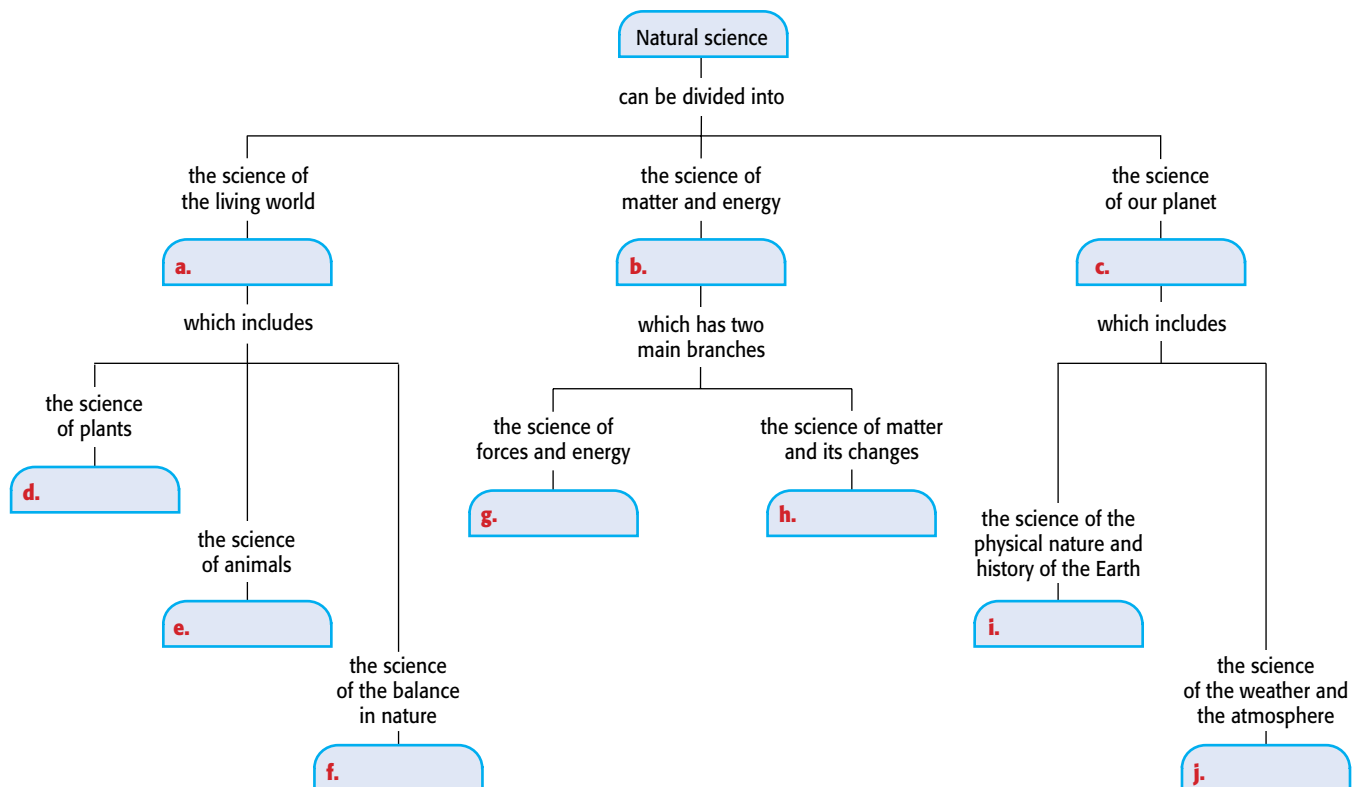 Natural science
can be divided into
the science of
the living world
a.
which includes
the science
of plants
d.
the science
of animals
e.
the science
of the balance
in nature
f.
the science of
matter and energy
b.
which has two
main branches
the science of
forces and energy
g.
the science of matter
and its changes
h.
the science
of our planet
c.
which includes
the science of the
physical nature and
history of the Earth
i.
the science
of the weather and
the atmosphere
j.